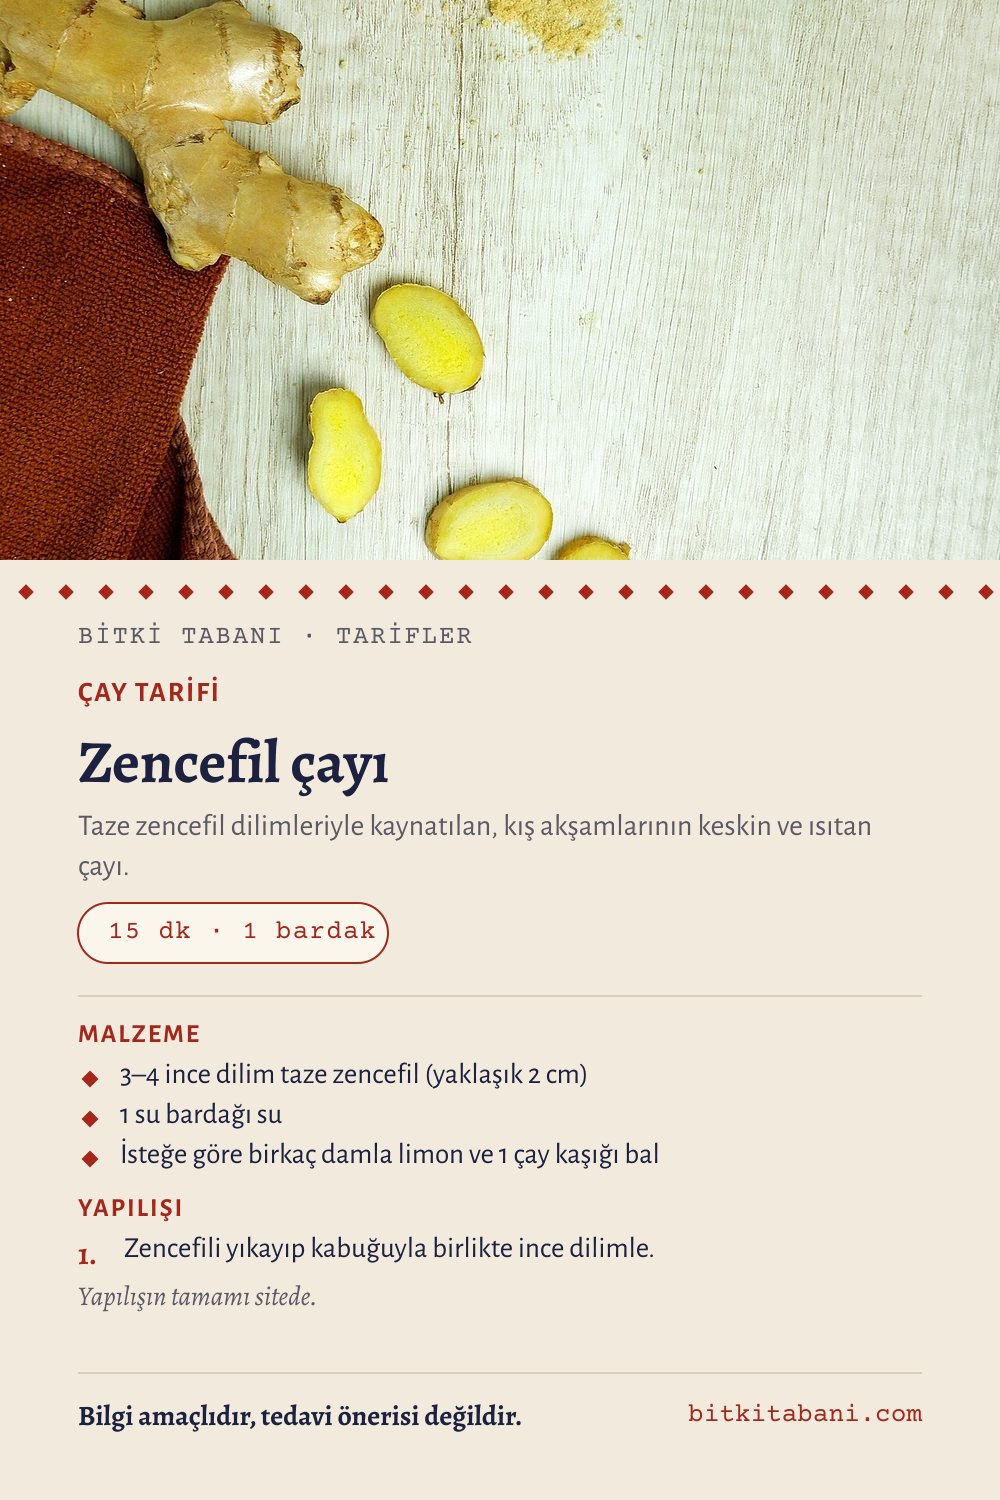 BİTKİ TABANI · TARİFLER
ÇAY TARİFİ
Zencefil çayı
Taze zencefil dilimleriyle kaynatılan, kış akşamlarının keskin ve ısıtan
çayı.
15 dk · 1 bardak
MALZEME
◆ 3–4 ince dilim taze zencefil (yaklaşık 2 cm)
◆ 1 su bardağı su
◆ İsteğe göre birkaç damla limon ve 1 çay kaşığı bal
YAPILIŞI
1. Zencefili yıkayıp kabuğuyla birlikte ince dilimle.
Yapılışın tamamı sitede.
Bilgi amaçlıdır, tedavi önerisi değildir.
bitkitabani.com